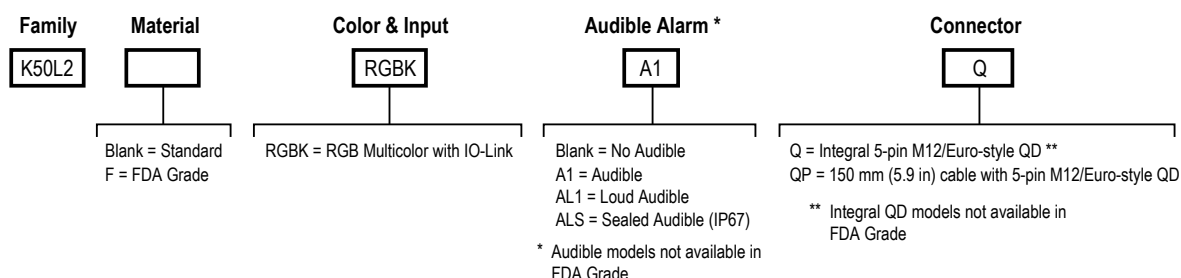 Family Material Color & Input Audible Alarm * Connector
K50L2 RGBK A1 Q
Blank = Standard
F = FDA Grade
RGBK = RGB Multicolor with IO-Link
Blank = No Audible
A1 = Audible
AL1 = Loud Audible
ALS = Sealed Audible (IP67)
* Audible models not available in
FDA Grade
Q = Integral 5-pin M12/Euro-style QD **
QP = 150 mm (5.9 in) cable with 5-pin M12/Euro-style QD
** Integral QD models not available in
FDA Grade